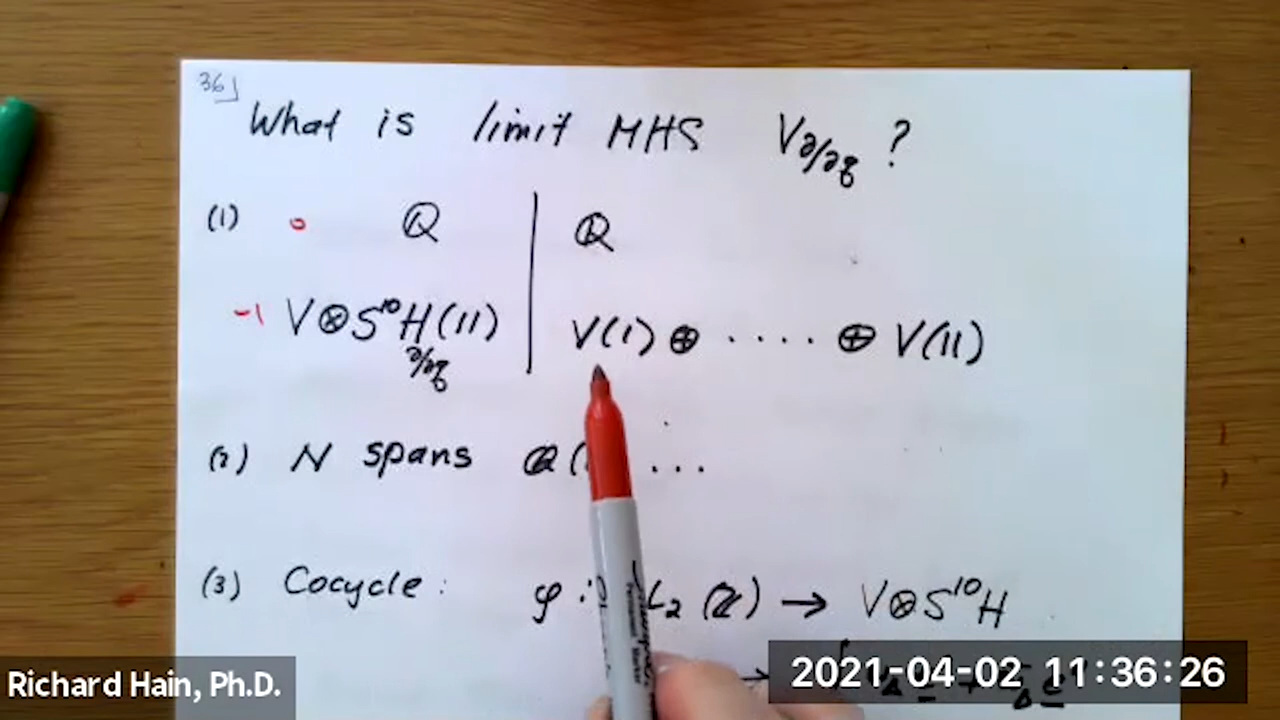 36
What is limit MHS V∂/∂q ?
(1) 0 ℚ | ℚ
-1 V⊗S¹⁰H(11) | V(1) ⊕ ..... ⊕ V(11)
∂/∂q
(2) N spans ℚ( ...
(3) Cocycle : φ : L₂(ℤ) → V⊗S¹⁰H
→
Richard Hain, Ph.D.
2021-04-02 11:36:26